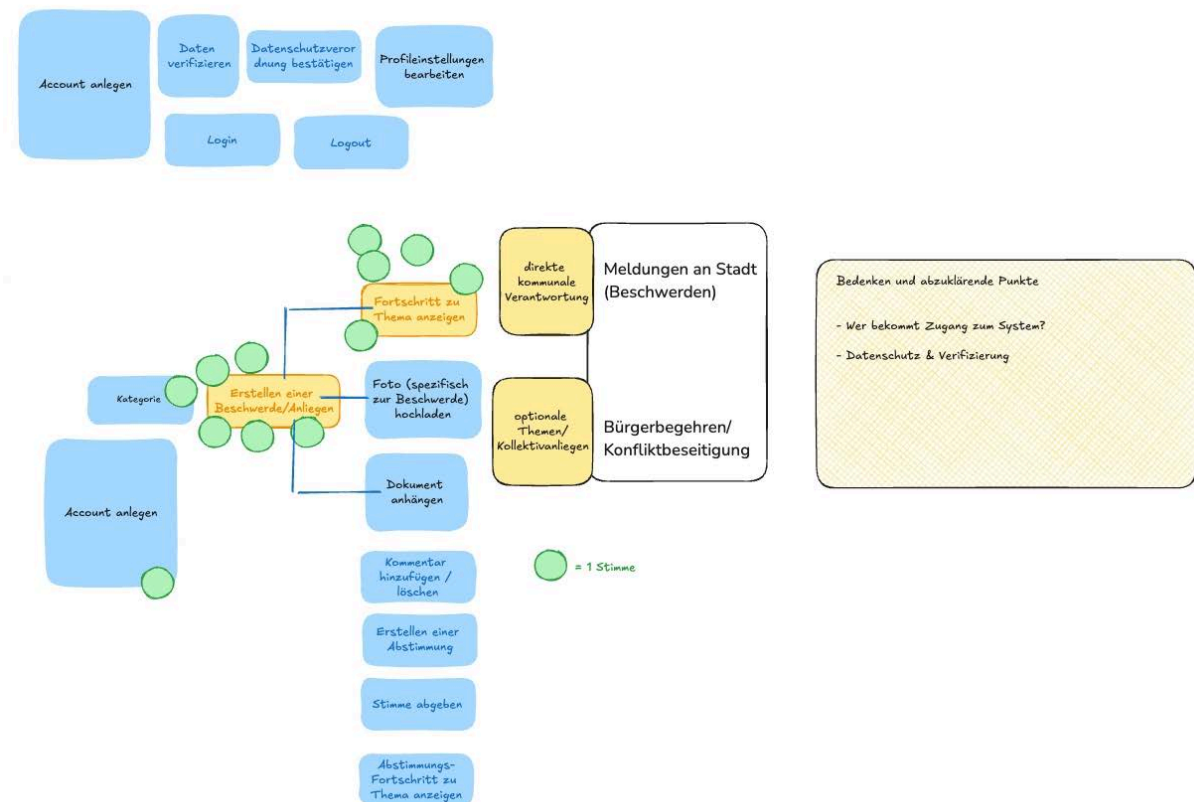 Account anlegen
Daten
verifizieren
Datenschutzveror
dnung bestätigen
Profileinstellungen
bearbeiten
Login
Logout
Fortschritt zu
Thema anzeigen
direkte
kommunale
Verantwortung
Meldungen an Stadt
(Beschwerden)
Bedenken und abzuklärende Punkte
- Wer bekommt Zugang zum System?
- Datenschutz & Verifizierung
Kategorie
Erstellen einer
Beschwerde/Anliegen
Foto (spezifisch
zur Beschwerde)
hochladen
optionale
Themen/
Kollektivanliegen
Bürgerbegehren/
Konfliktbeseitigung
Account anlegen
Dokument
anhängen
= 1 Stimme
Kommentar
hinzufügen /
löschen
Erstellen einer
Abstimmung
Stimme abgeben
Abstimmungs-
Fortschritt zu
Thema anzeigen